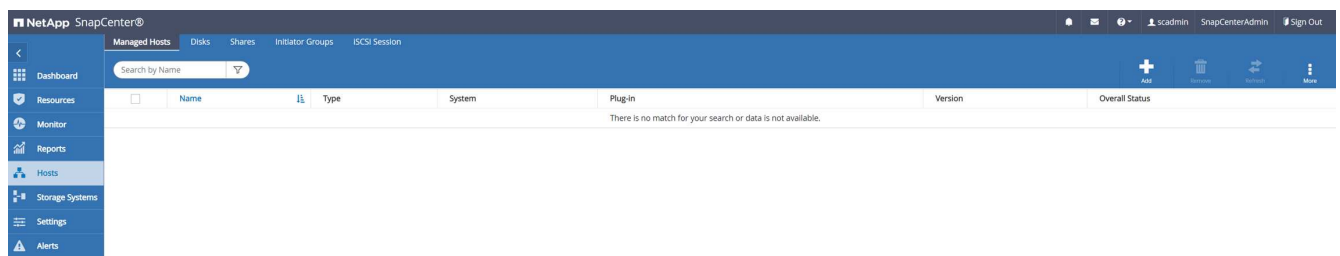 NetApp SnapCenter® scadmin SnapCenterAdmin Sign Out
Managed Hosts Disks Shares Initiator Groups iSCSI Session
Search by Name
Dashboard
Add Remove Refresh More
Resources
Name Type System Plug-in Version Overall Status
There is no match for your search or data is not available.
Monitor
Reports
Hosts
Storage Systems
Settings
Alerts